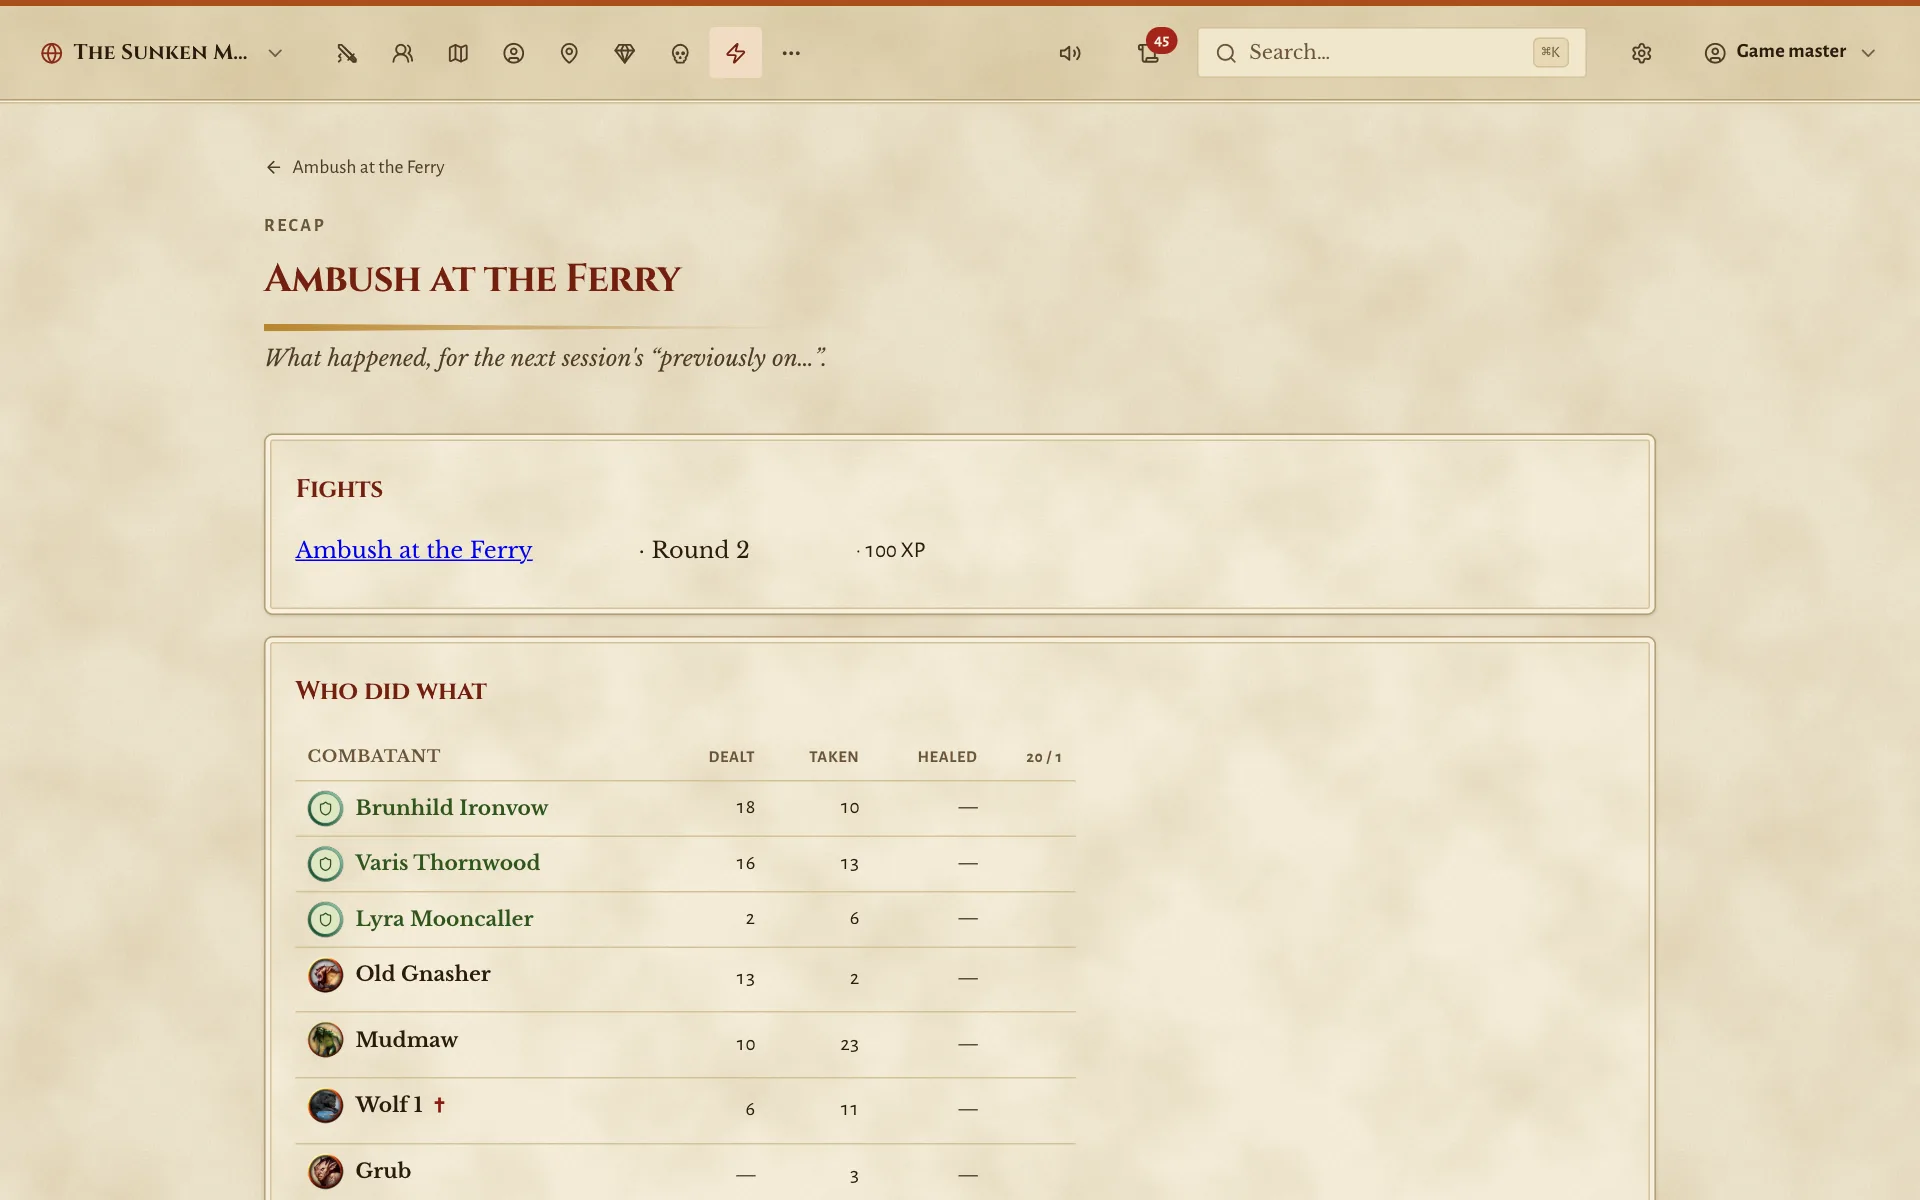 The Sunken M...
45
Search...
⌘K
Game master
Ambush at the Ferry
RECAP
Ambush at the Ferry
What happened, for the next session's “previously on...”.
Fights
Ambush at the Ferry · Round 2 · 100 XP
Who did what
COMBATANT DEALT TAKEN HEALED 20 / 1
Brunhild Ironvow 18 10 —
Varis Thornwood 16 13 —
Lyra Mooncaller 2 6 —
Old Gnasher 13 2 —
Mudmaw 10 23 —
Wolf 1 ✝ 6 11 —
Grub — 3 —